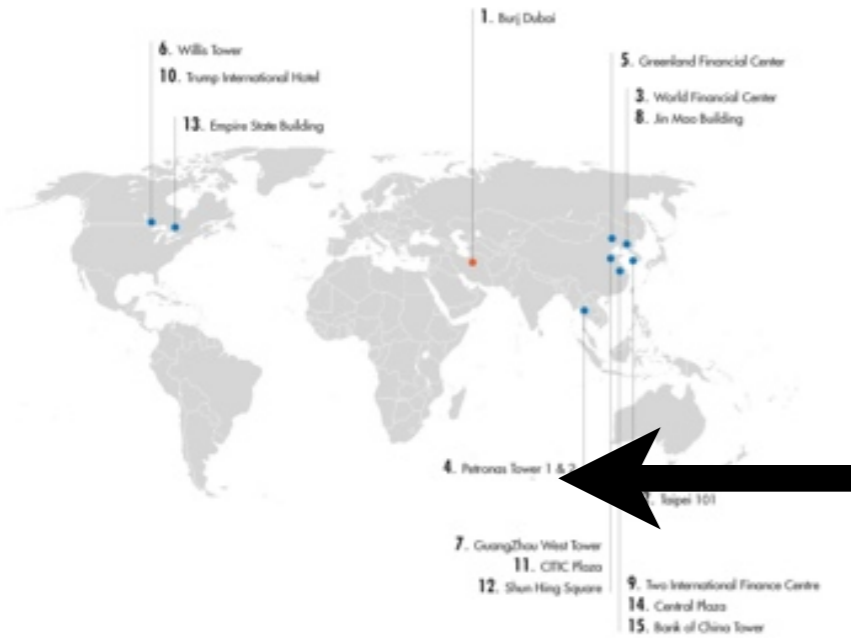 1. Burj Dubai
6. Willis Tower
10. Trump International Hotel
5. Greenland Financial Center
3. World Financial Center
8. Jin Mao Building
13. Empire State Building
4. Petronas Tower 1 & 2
Taipei 101
7. GuangZhou West Tower
11. CITIC Plaza
12. Shun Hing Square
9. Two International Finance Centre
14. Central Plaza
15. Bank of China Tower